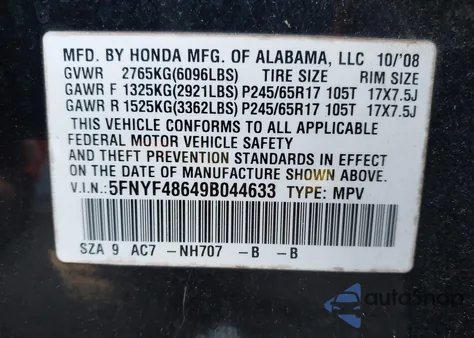 MFD. BY HONDA MFG. OF ALABAMA, LLC 10/'08
GVWR 2765KG(6096LBS) TIRE SIZE RIM SIZE
GAWR F 1325KG(2921LBS) P245/65R17 105T 17X7.5J
GAWR R 1525KG(3362LBS) P245/65R17 105T 17X7.5J
THIS VEHICLE CONFORMS TO ALL APPLICABLE
FEDERAL MOTOR VEHICLE SAFETY
AND THEFT PREVENTION STANDARDS IN EFFECT
ON THE DATE OF MANUFACTURE SHOWN ABOVE.
V.I.N.: 5FNYF48649B044633 TYPE: MPV
SZA 9 AC7 -NH707 -B -B
autoSnap